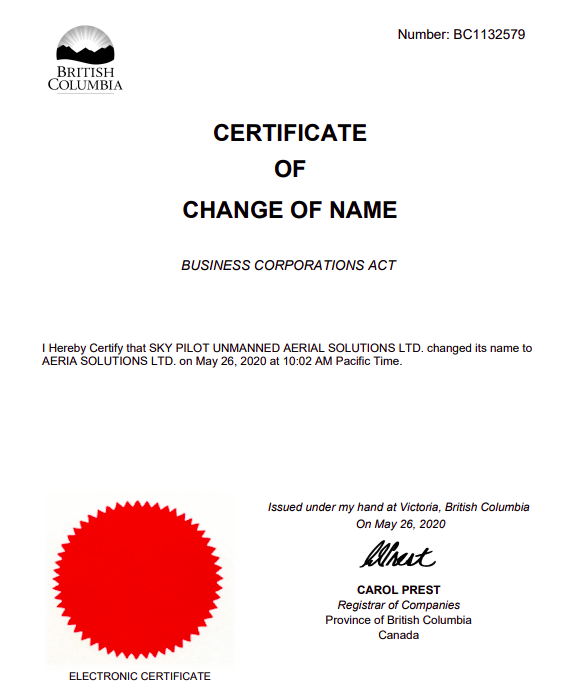 Number: BC1132579
BRITISH
COLUMBIA
CERTIFICATE
OF
CHANGE OF NAME
BUSINESS CORPORATIONS ACT
I Hereby Certify that SKY PILOT UNMANNED AERIAL SOLUTIONS LTD. changed its name to
AERIA SOLUTIONS LTD. on May 26, 2020 at 10:02 AM Pacific Time.
Issued under my hand at Victoria, British Columbia
On May 26, 2020
CAROL PREST
Registrar of Companies
Province of British Columbia
Canada
ELECTRONIC CERTIFICATE